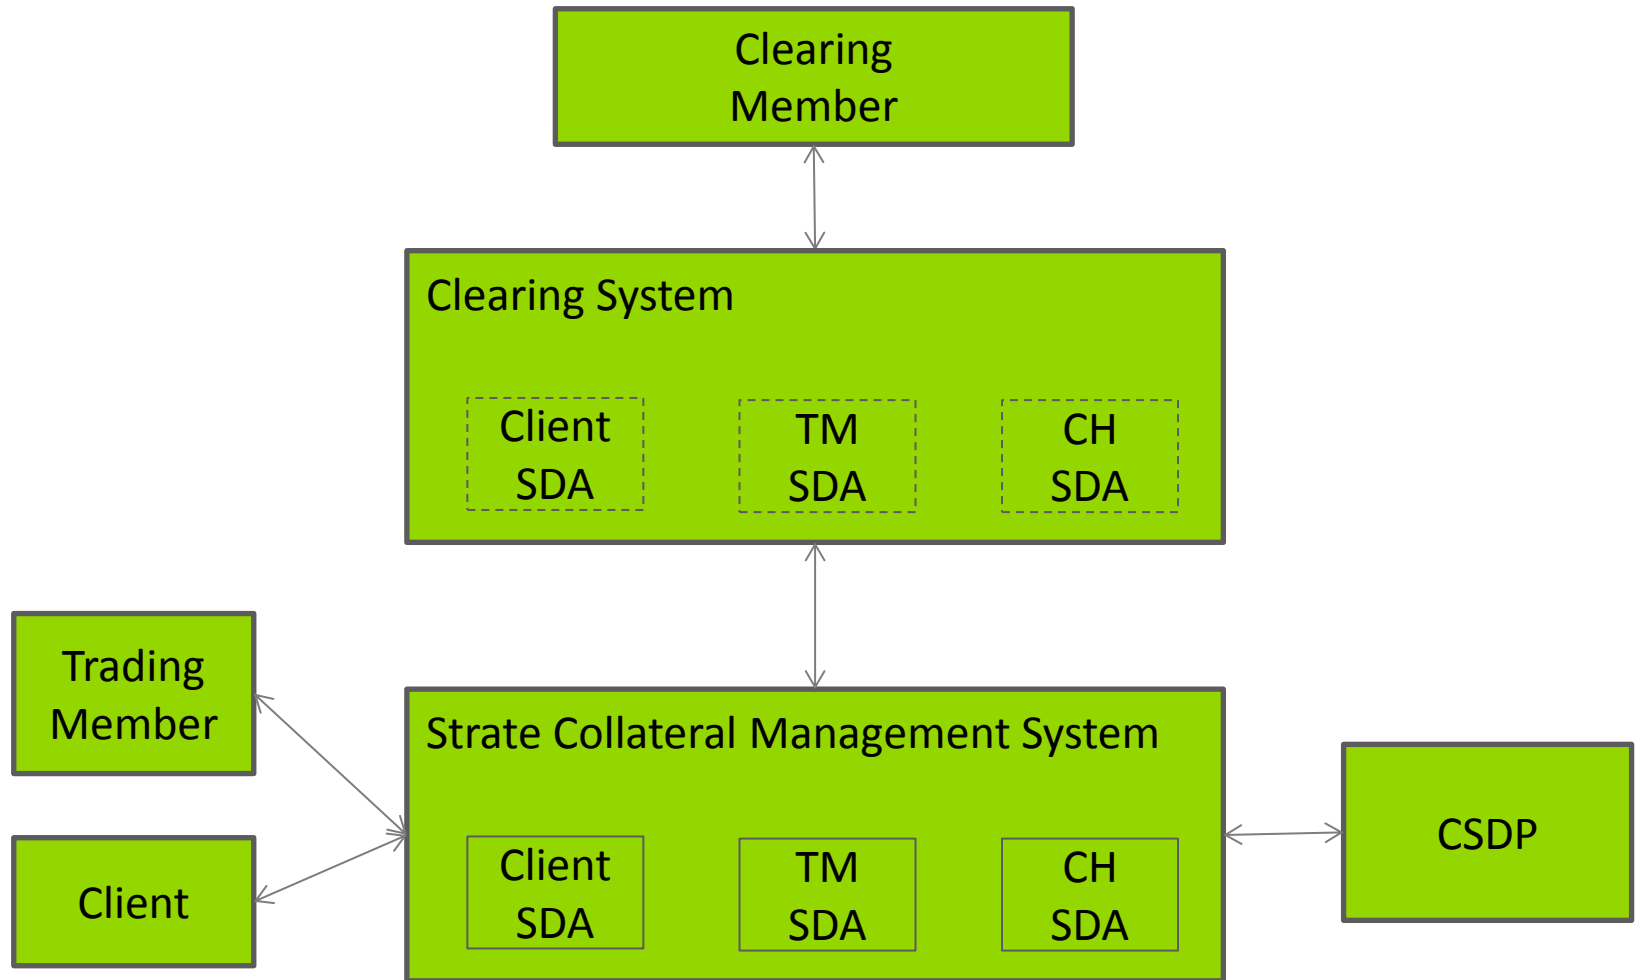 Clearing
Member
Clearing System
Client
SDA
TM
SDA
CH
SDA
Trading
Member
Strate Collateral Management System
Client
SDA
TM
SDA
CH
SDA
CSDP
Client